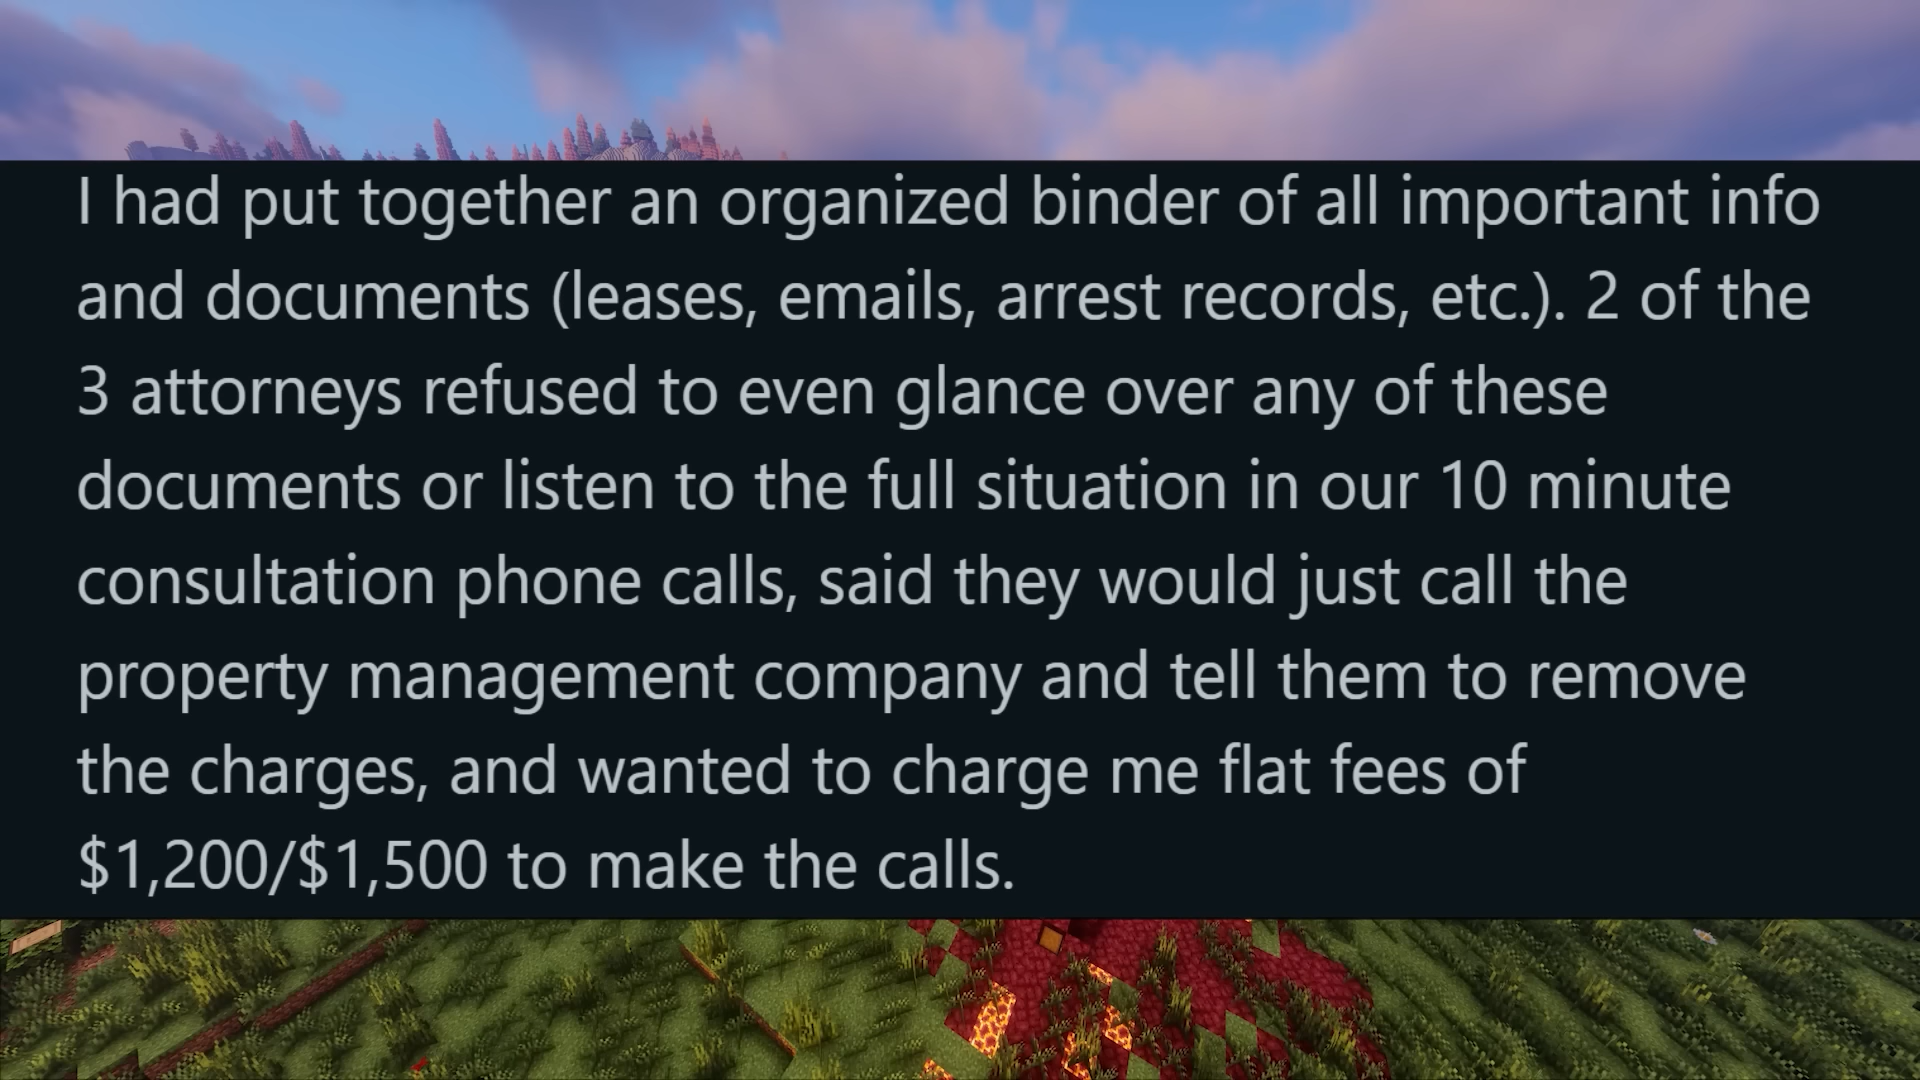 I had put together an organized binder of all important info
and documents (leases, emails, arrest records, etc.). 2 of the
3 attorneys refused to even glance over any of these
documents or listen to the full situation in our 10 minute
consultation phone calls, said they would just call the
property management company and tell them to remove
the charges, and wanted to charge me flat fees of
$1,200/$1,500 to make the calls.